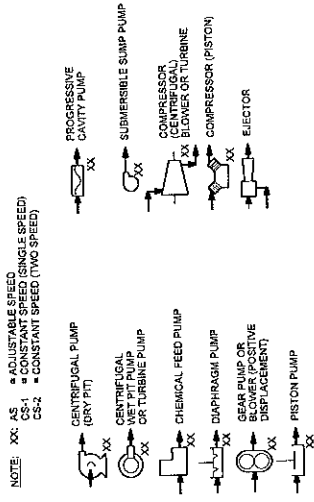 NOTE: XX: AS = ADJUSTABLE SPEED
CS-1 = CONSTANT SPEED (SINGLE SPEED)
CS-2 = CONSTANT SPEED (TWO SPEED)
XX
CENTRIFUGAL PUMP
(DRY PIT)
XX
CENTRIFUGAL
WET PIT PUMP
OR TURBINE PUMP
XX
CHEMICAL FEED PUMP
XX
DIAPHRAGM PUMP
XX
GEAR PUMP OR
BLOWER (POSITIVE
DISPLACEMENT)
XX
PISTON PUMP
XX
PROGRESSIVE
CAVITY PUMP
XX
SUBMERSIBLE SUMP PUMP
XX
COMPRESSOR
(CENTRIFUGAL)
BLOWER OR TURBINE
XX
COMPRESSOR (PISTON)
XX
EJECTOR